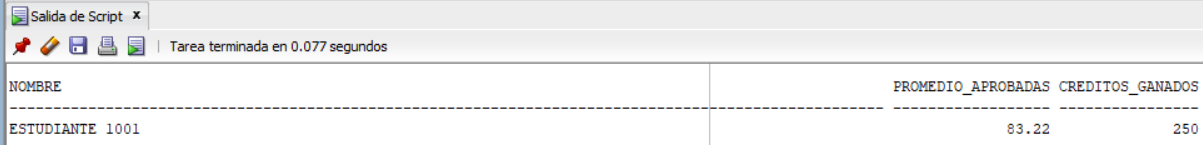 Salida de Script x
Tarea terminada en 0.077 segundos
NOMBRE PROMEDIO_APROBADAS CREDITOS_GANADOS
ESTUDIANTE 1001 83.22 250